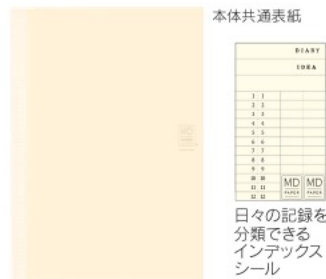 本体共通表紙
DIARY
IDEA
1 1
2 2
3 3
4 4
5 5
6 6
7 7
8 8
9 9
10 10
11 11
12 12
MD PAPER
MD PAPER
日々の記録を
分類できる
インデックス
シール